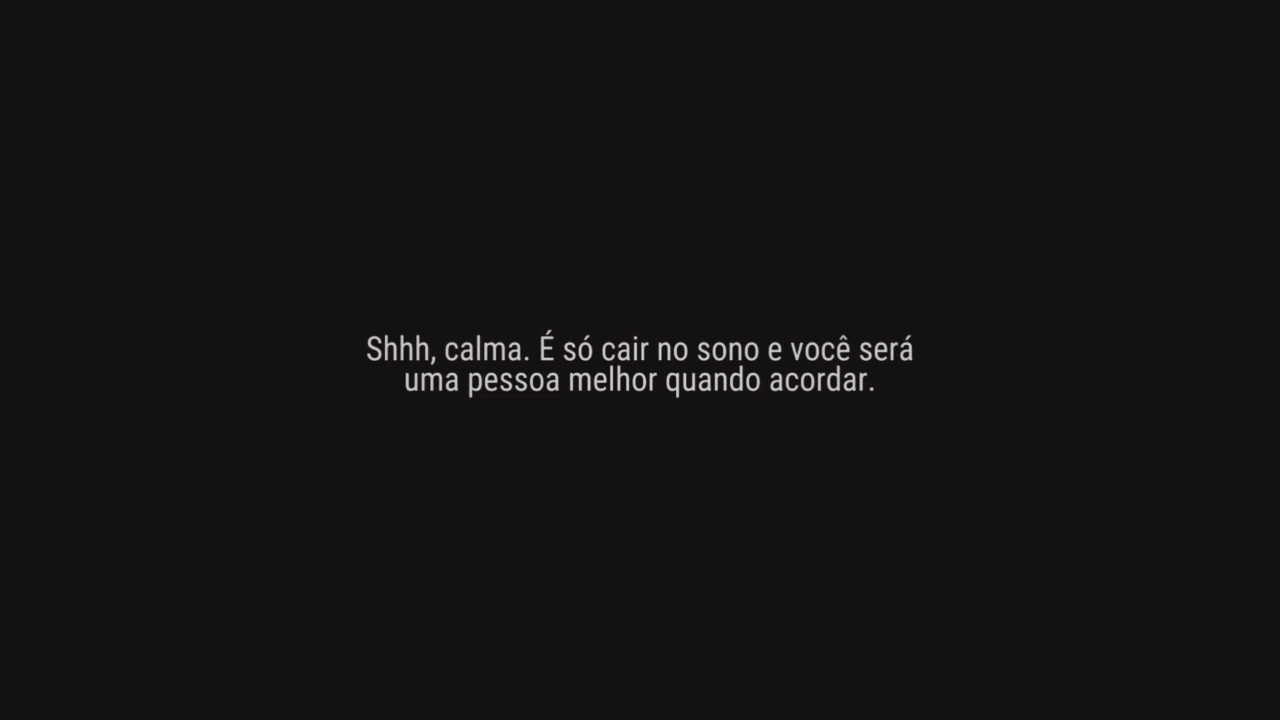 Shhh, calma. É só cair no sono e você será
uma pessoa melhor quando acordar.